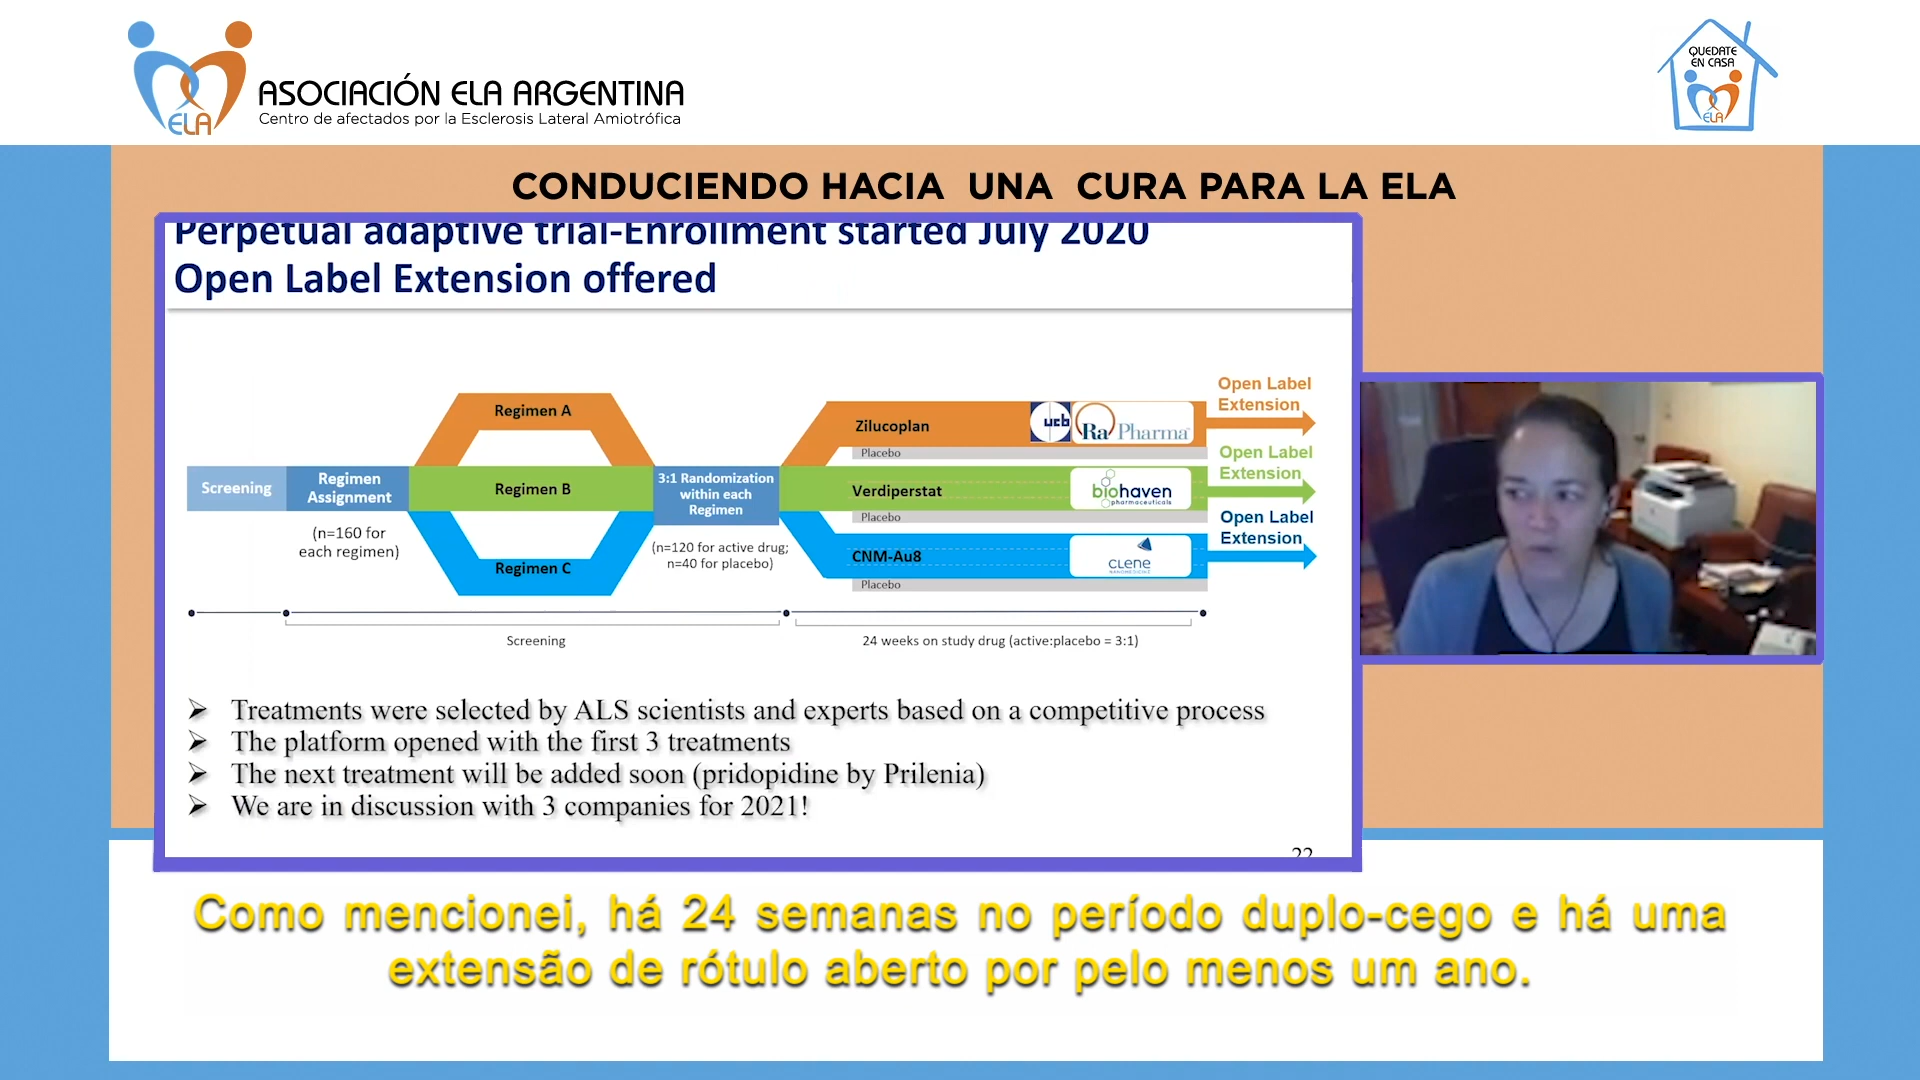 ELA
ASOCIACIÓN ELA ARGENTINA
Centro de afectados por la Esclerosis Lateral Amiotrófica
QUEDATE
EN CASA
ELA
CONDUCIENDO HACIA UNA CURA PARA LA ELA
Perpetual adaptive trial-Enrollment started July 2020
Open Label Extension offered
Screening
Regimen
Assignment
(n=160 for
each regimen)
Regimen A
Regimen B
Regimen C
3:1 Randomization
within each
Regimen
(n=120 for active drug;
n=40 for placebo)
Zilucoplan
ucb
Ra Pharma
Placebo
Open Label
Extension
Verdiperstat
biohaven
pharmaceuticals
Placebo
Open Label
Extension
CNM-Au8
CLENE
NANOMEDICINE
Placebo
Open Label
Extension
Screening
24 weeks on study drug (active:placebo = 3:1)
➢ Treatments were selected by ALS scientists and experts based on a competitive process
➢ The platform opened with the first 3 treatments
➢ The next treatment will be added soon (pridopidine by Prilenia)
➢ We are in discussion with 3 companies for 2021!
22
Como mencionei, há 24 semanas no período duplo-cego e há uma
extensão de rótulo aberto por pelo menos um ano.